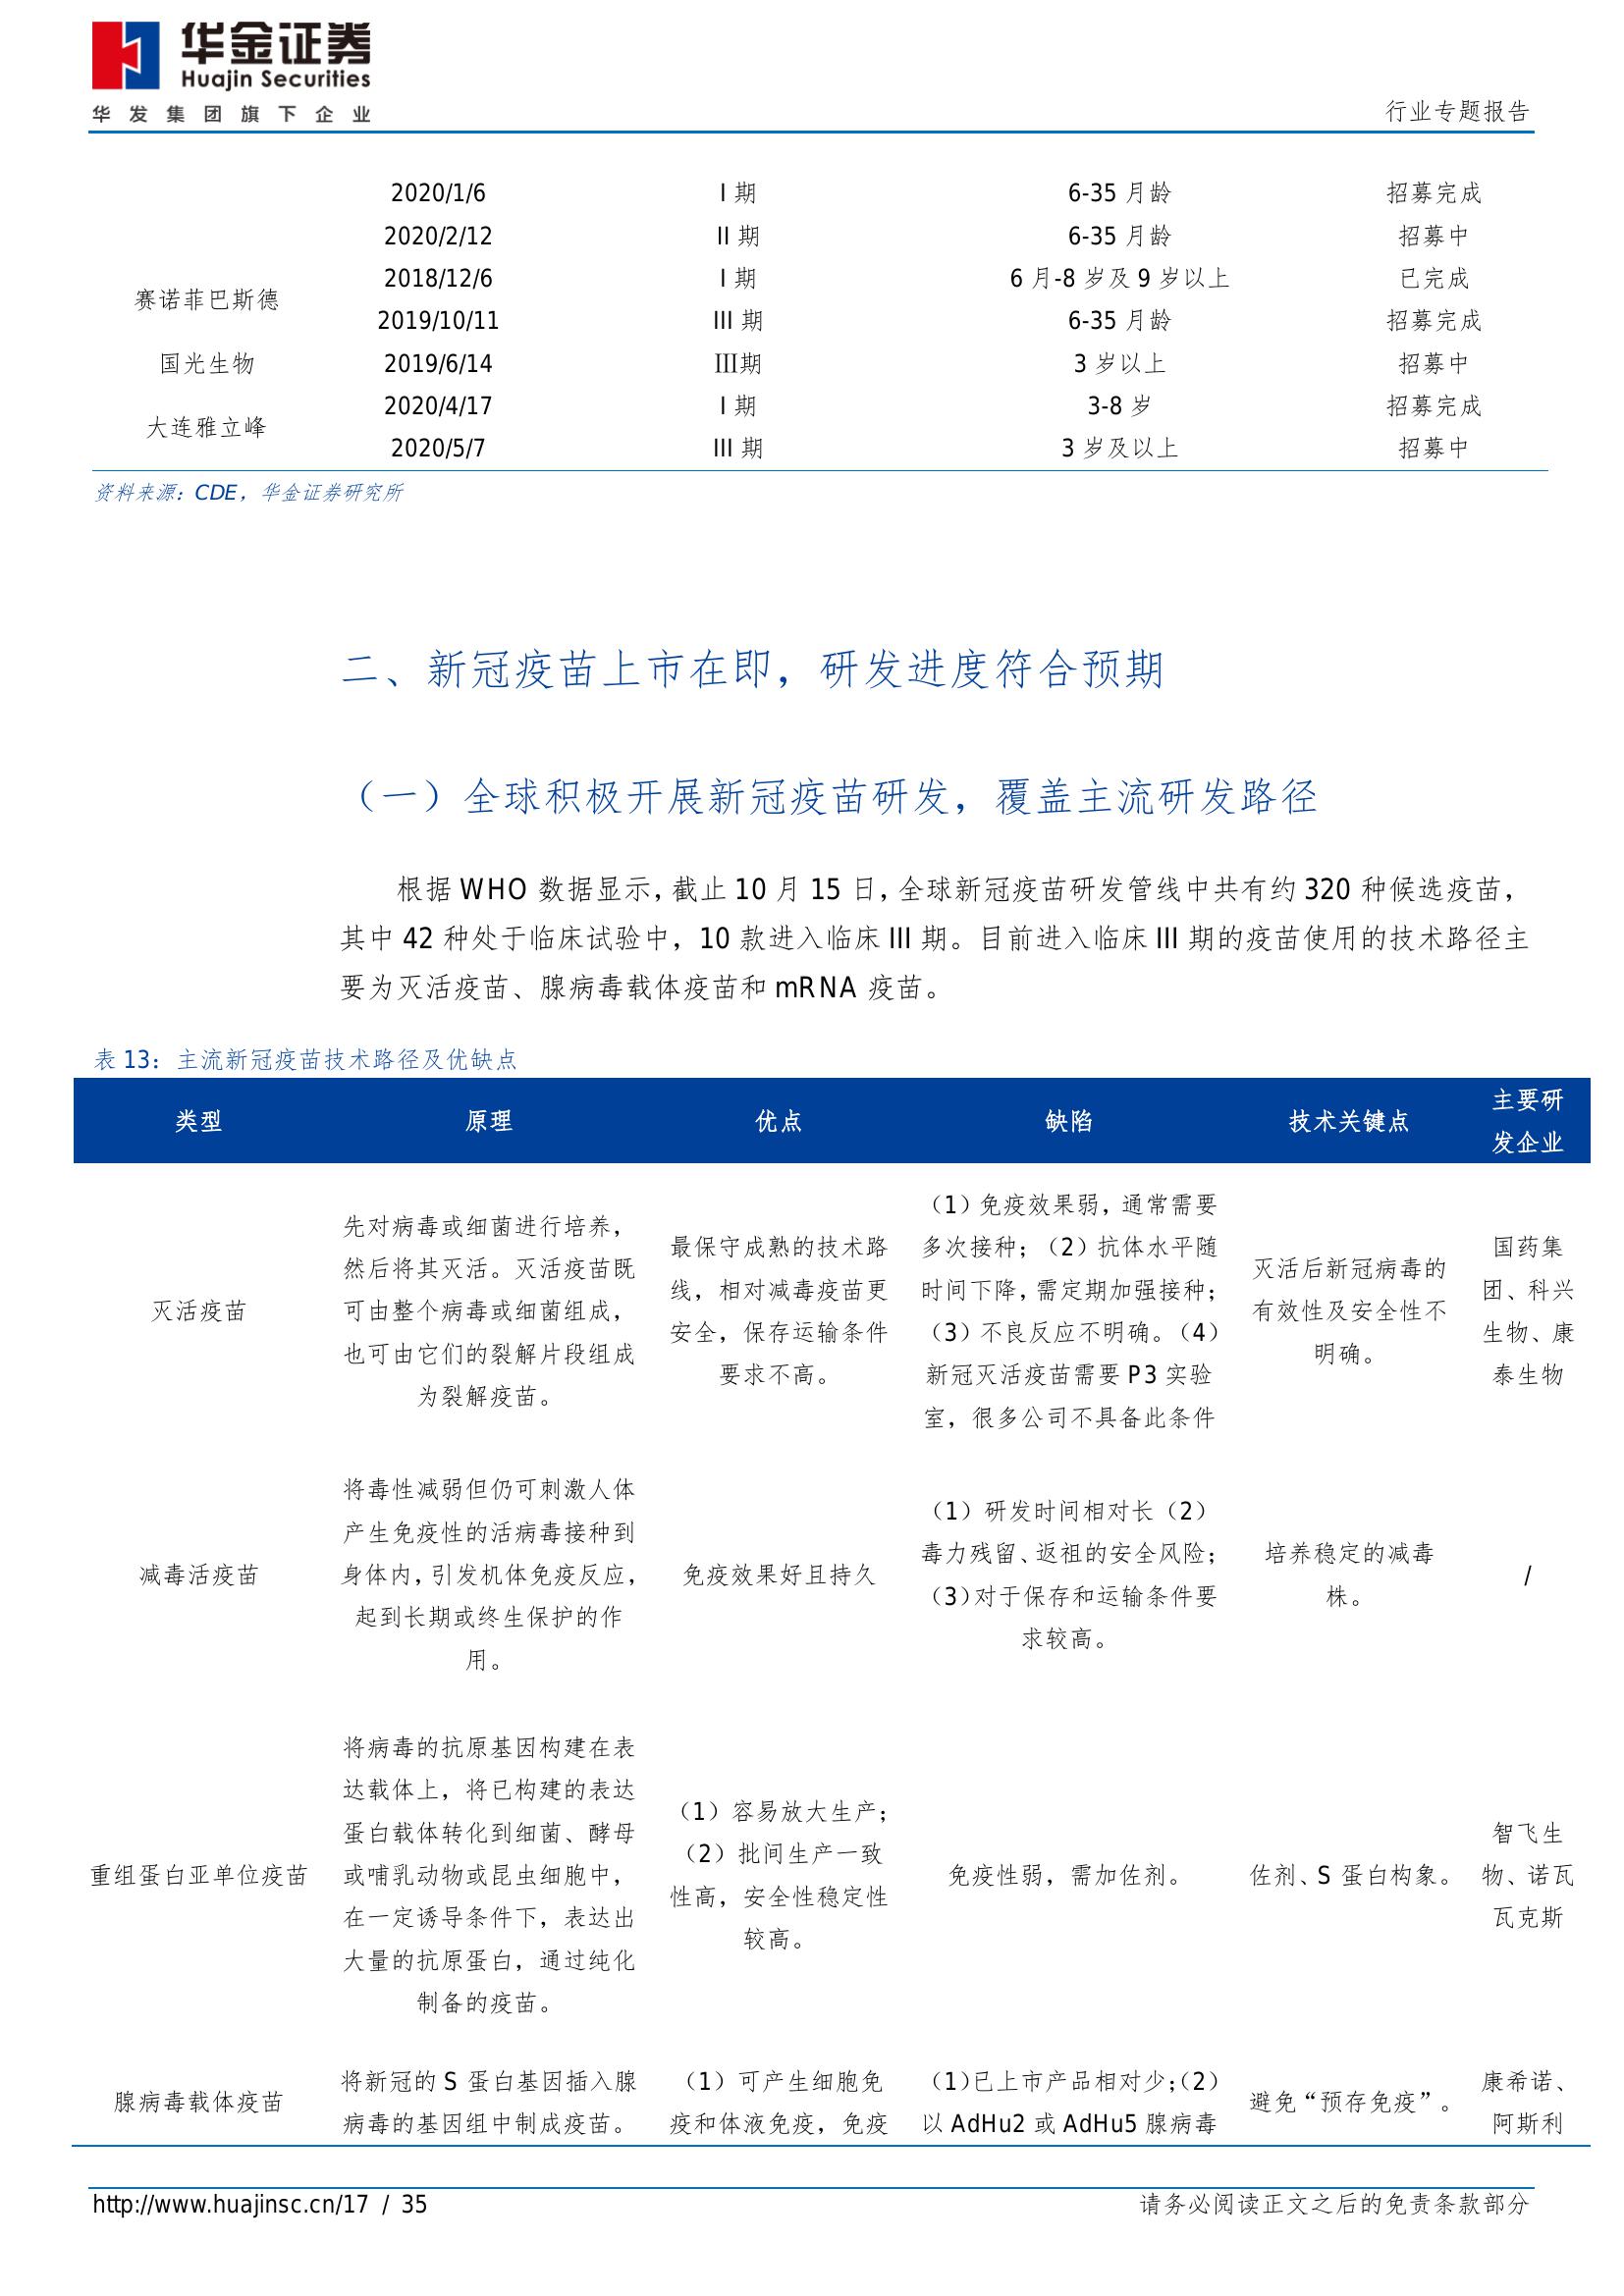 华金证券
Huajin Securities
华发集团旗下企业
行业专题报告
2020/1/6 I 期 6-35 月龄 招募完成
2020/2/12 II 期 6-35 月龄 招募中
赛诺菲巴斯德
2018/12/6 I 期 6 月-8 岁及 9 岁以上 已完成
2019/10/11 III 期 6-35 月龄 招募完成
国光生物 2019/6/14 III期 3 岁以上 招募中
大连雅立峰
2020/4/17 I 期 3-8 岁 招募完成
2020/5/7 III 期 3 岁及以上 招募中
资料来源：CDE，华金证券研究所
二、新冠疫苗上市在即，研发进度符合预期
（一）全球积极开展新冠疫苗研发，覆盖主流研发路径
根据 WHO 数据显示，截止 10 月 15 日，全球新冠疫苗研发管线中共有约 320 种候选疫苗，
其中 42 种处于临床试验中，10 款进入临床 III 期。目前进入临床 III 期的疫苗使用的技术路径主
要为灭活疫苗、腺病毒载体疫苗和 mRNA 疫苗。
表 13：主流新冠疫苗技术路径及优缺点
类型 原理 优点 缺陷 技术关键点
主要研
发企业
灭活疫苗
先对病毒或细菌进行培养，
然后将其灭活。灭活疫苗既
可由整个病毒或细菌组成，
也可由它们的裂解片段组成
为裂解疫苗。
最保守成熟的技术路
线，相对减毒疫苗更
安全，保存运输条件
要求不高。
（1）免疫效果弱，通常需要
多次接种；（2）抗体水平随
时间下降，需定期加强接种；
（3）不良反应不明确。（4）
新冠灭活疫苗需要 P3 实验
室，很多公司不具备此条件
灭活后新冠病毒的
有效性及安全性不
明确。
国药集
团、科兴
生物、康
泰生物
减毒活疫苗
将毒性减弱但仍可刺激人体
产生免疫性的活病毒接种到
身体内，引发机体免疫反应，
起到长期或终生保护的作
用。
免疫效果好且持久
（1）研发时间相对长（2）
毒力残留、返祖的安全风险；
（3）对于保存和运输条件要
求较高。
培养稳定的减毒
株。
/
重组蛋白亚单位疫苗
将病毒的抗原基因构建在表
达载体上，将已构建的表达
蛋白载体转化到细菌、酵母
或哺乳动物或昆虫细胞中，
在一定诱导条件下，表达出
大量的抗原蛋白，通过纯化
制备的疫苗。
（1）容易放大生产；
（2）批间生产一致
性高，安全性稳定性
较高。
免疫性弱，需加佐剂。
佐剂、S 蛋白构象。
智飞生
物、诺瓦
瓦克斯
腺病毒载体疫苗
将新冠的 S 蛋白基因插入腺
病毒的基因组中制成疫苗。
（1）可产生细胞免
疫和体液免疫，免疫
（1）已上市产品相对少；（2）
以 AdHu2 或 AdHu5 腺病毒
避免“预存免疫”。
康希诺、
阿斯利
http://www.huajinsc.cn/17 / 35
请务必阅读正文之后的免责条款部分